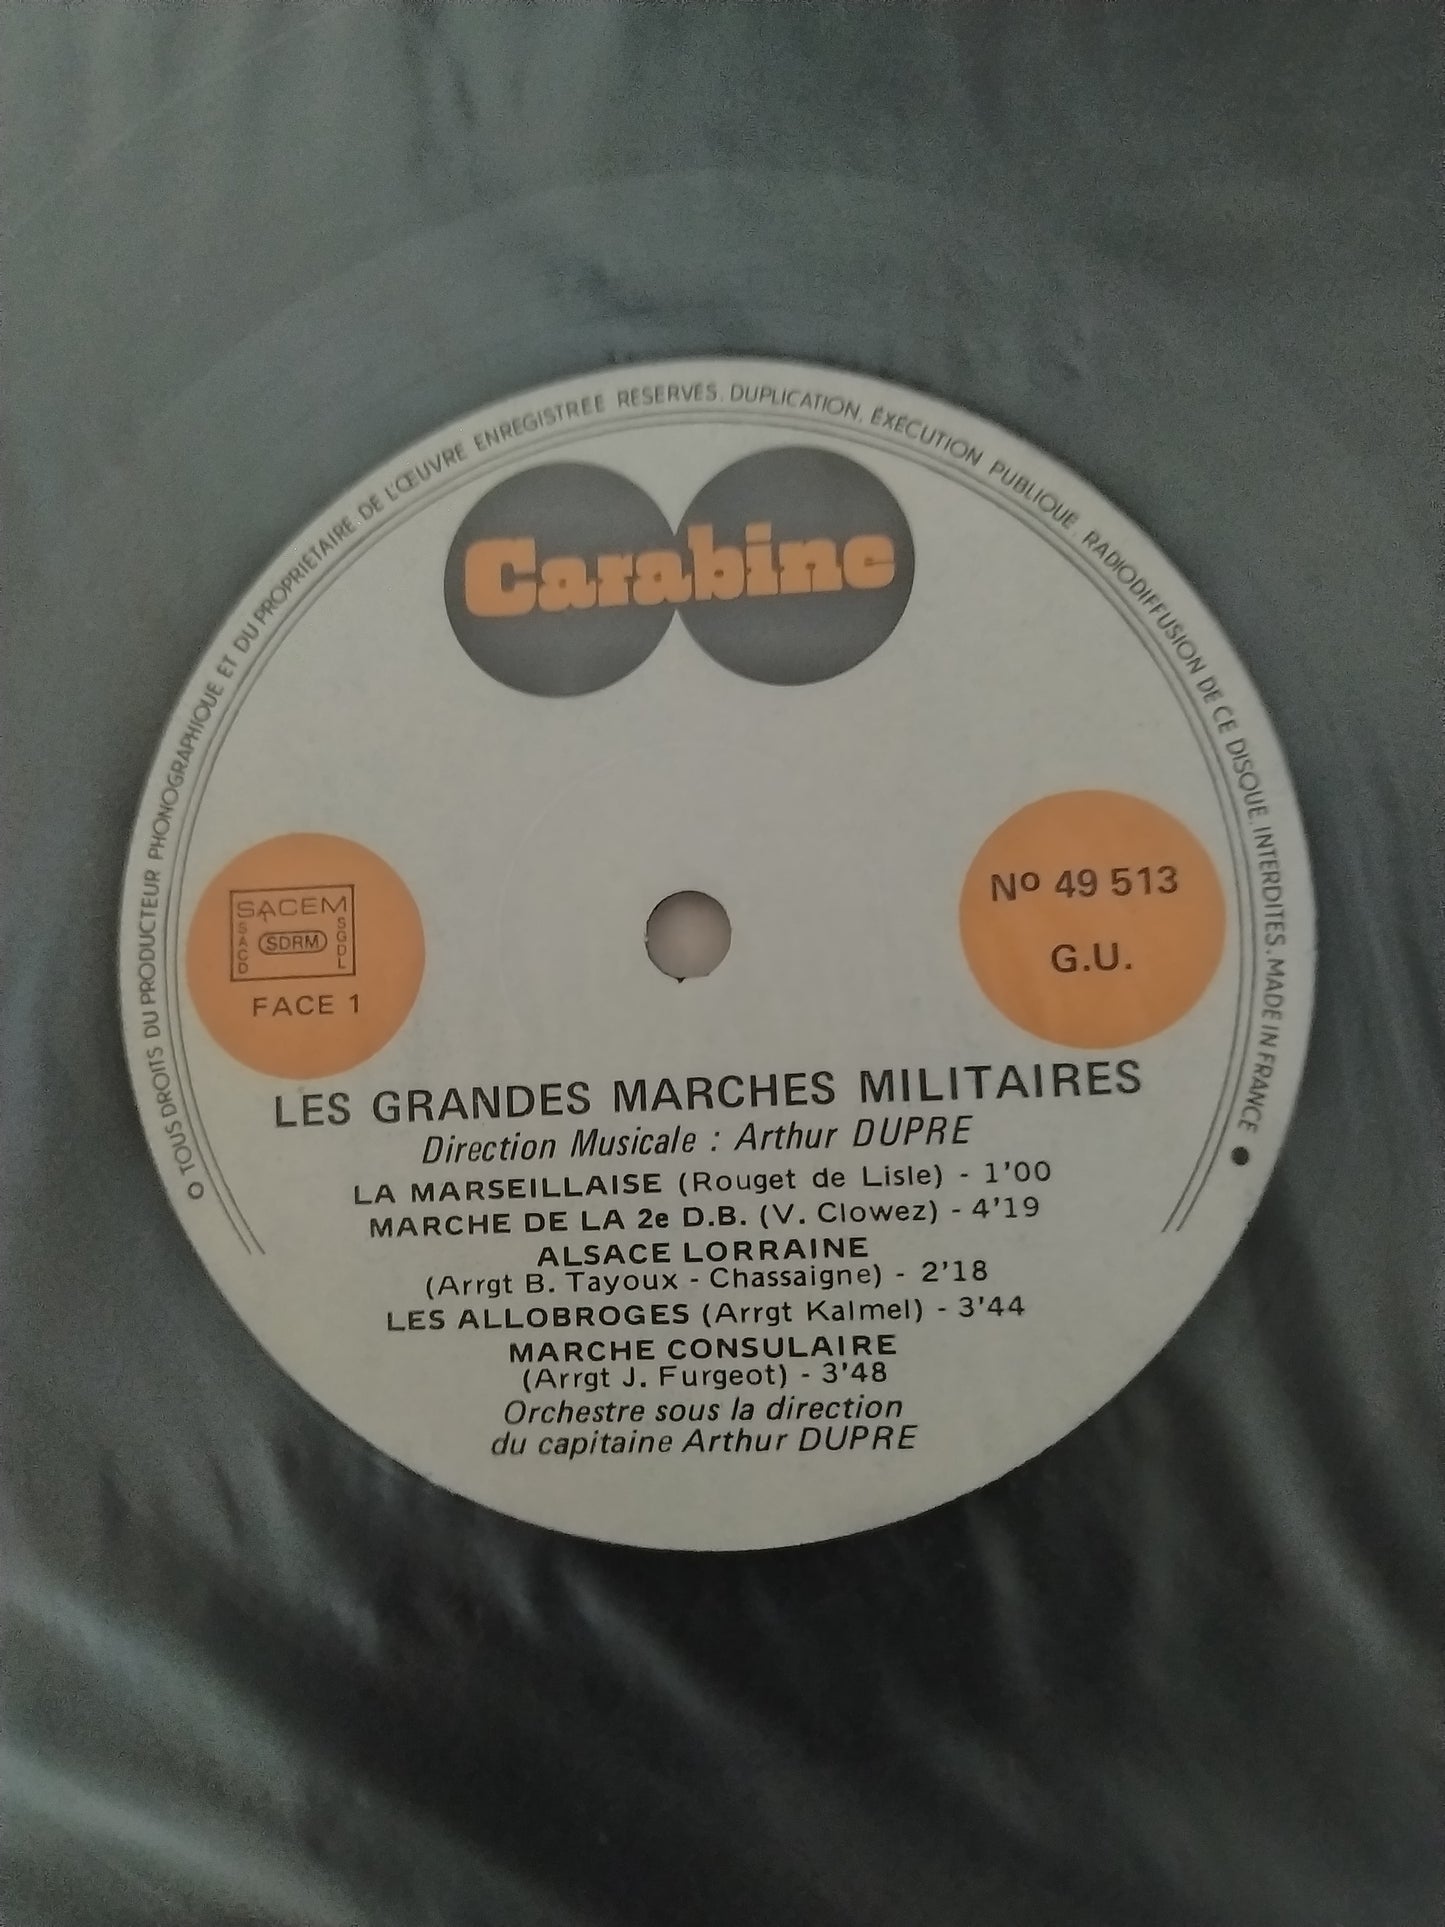 TOUS DROITS DU PRODUCTEUR PHONOGRAPHIQUE ET DU PROPRIÉTAIRE DE L'ŒUVRE ENREGISTRÉE RÉSERVÉS. DUPLICATION, ÉXÉCUTION PUBLIQUE, RADIODIFFUSION DE CE DISQUE INTERDITES. MADE IN FRANCE
Carabine
SACEM
SACD
SDRM
SGDL
FACE 1
Nº 49 513
G.U.
LES GRANDES MARCHES MILITAIRES
Direction Musicale : Arthur DUPRE
LA MARSEILLAISE (Rouget de Lisle) - 1'00
MARCHE DE LA 2e D.B. (V. Clowez) - 4'19
ALSACE LORRAINE
(Arrgt B. Tayoux - Chassaigne) - 2'18
LES ALLOBROGES (Arrgt Kalmel) - 3'44
MARCHE CONSULAIRE
(Arrgt J. Furgeot) - 3'48
Orchestre sous la direction
du capitaine Arthur DUPRE